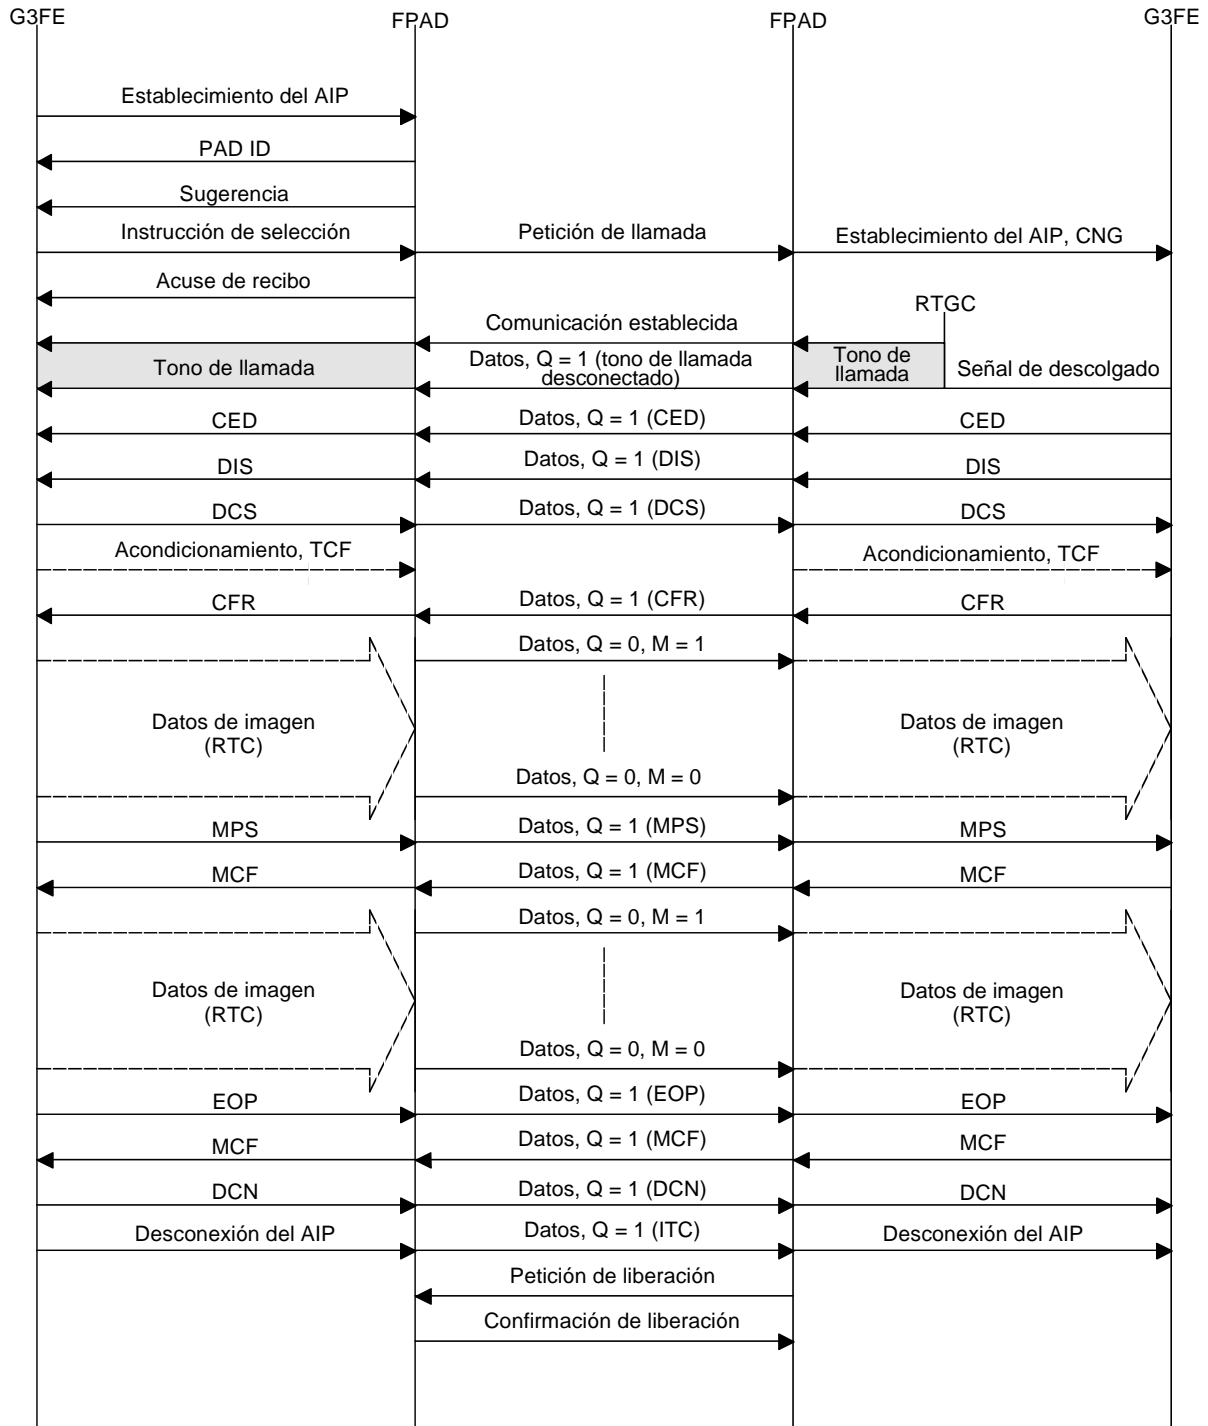 G3FE FPAD FPAD G3FE
Establecimiento del AIP
PAD ID
Sugerencia
Instrucción de selección Petición de llamada Establecimiento del AIP, CNG
Acuse de recibo
RTGC
Comunicación establecida
Tono de llamada Datos, Q = 1 (tono de llamada desconectado) Tono de llamada Señal de descolgado
CED Datos, Q = 1 (CED) CED
DIS Datos, Q = 1 (DIS) DIS
DCS Datos, Q = 1 (DCS) DCS
Acondicionamiento, TCF Acondicionamiento, TCF
CFR Datos, Q = 1 (CFR) CFR
Datos, Q = 0, M = 1
Datos de imagen Datos de imagen
(RTC) (RTC)
Datos, Q = 0, M = 0
MPS Datos, Q = 1 (MPS) MPS
MCF Datos, Q = 1 (MCF) MCF
Datos, Q = 0, M = 1
Datos de imagen Datos de imagen
(RTC) (RTC)
Datos, Q = 0, M = 0
EOP Datos, Q = 1 (EOP) EOP
MCF Datos, Q = 1 (MCF) MCF
DCN Datos, Q = 1 (DCN) DCN
Desconexión del AIP Datos, Q = 1 (ITC) Desconexión del AIP
Petición de liberación
Confirmación de liberación